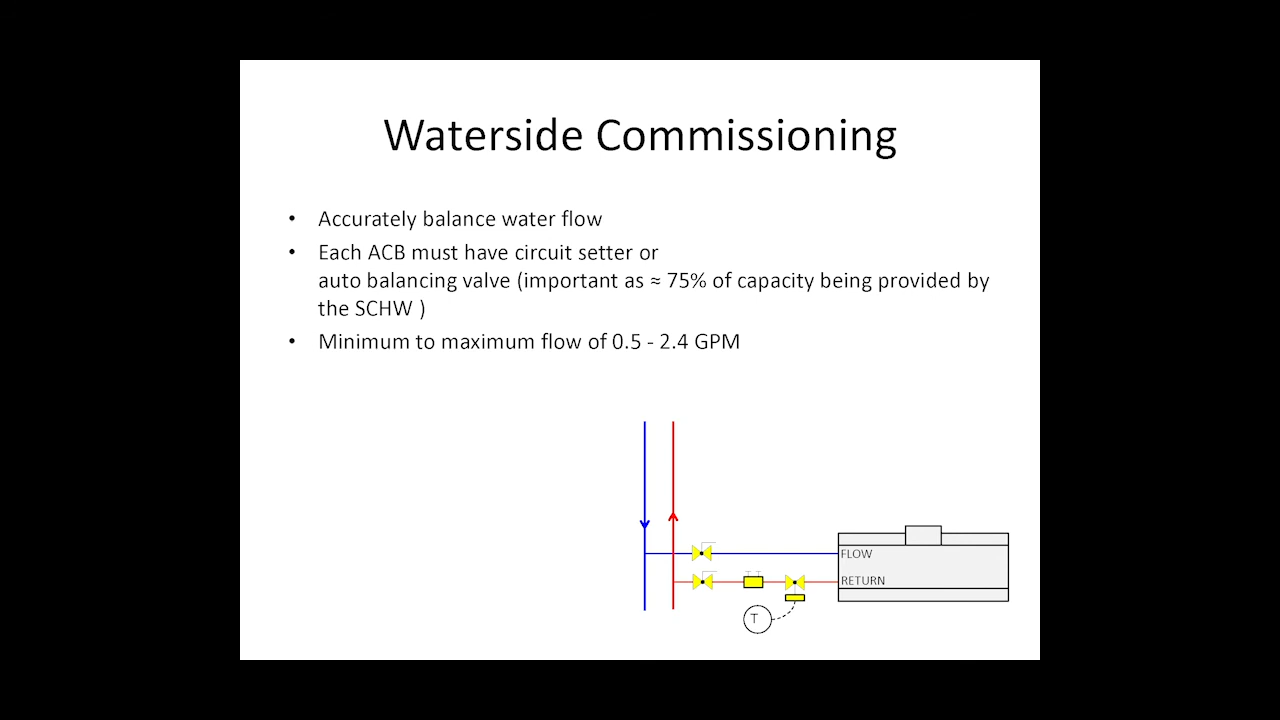 Waterside Commissioning
• Accurately balance water flow
• Each ACB must have circuit setter or
auto balancing valve (important as ≈ 75% of capacity being provided by
the SCHW )
• Minimum to maximum flow of 0.5 - 2.4 GPM
FLOW
RETURN
T